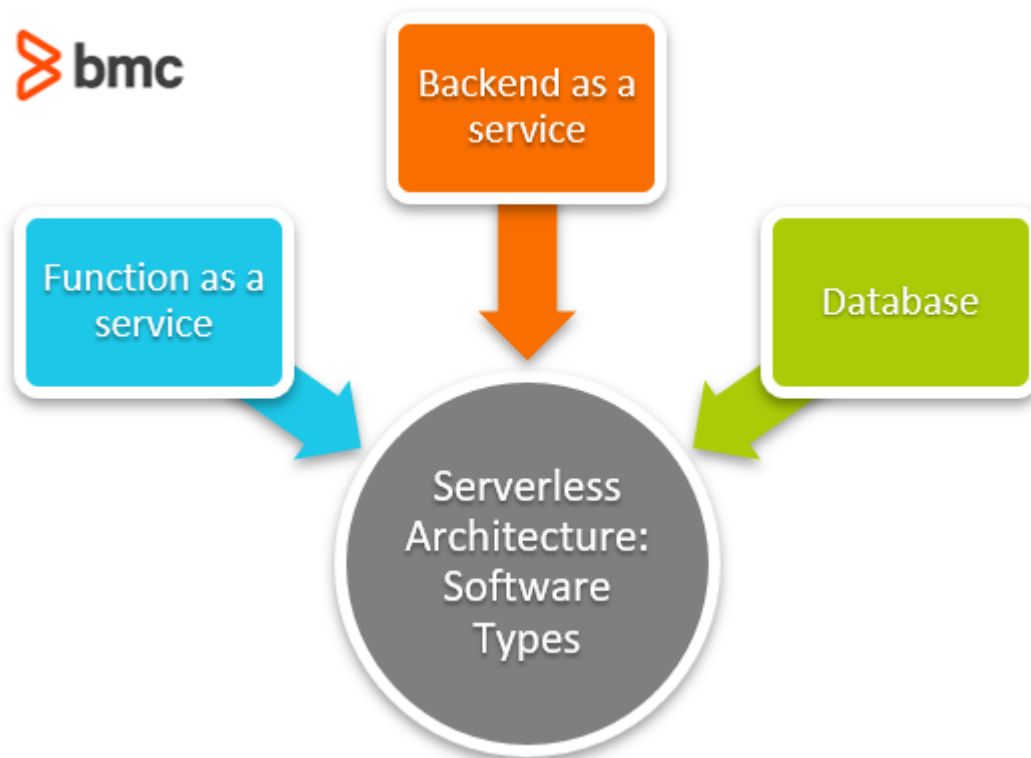 bmc
Backend as a
service
Function as a
service
Database
Serverless
Architecture:
Software
Types